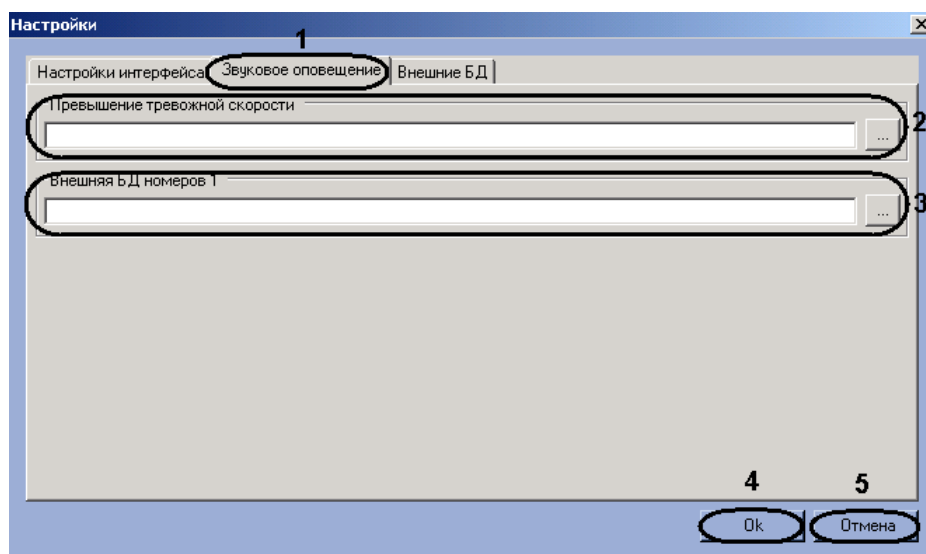 Настройки
1
Настройки интерфейса Звуковое оповещение Внешние БД
Превышение тревожной скорости
... 2
Внешняя БД номеров 1
... 3
4 5
Ok Отмена